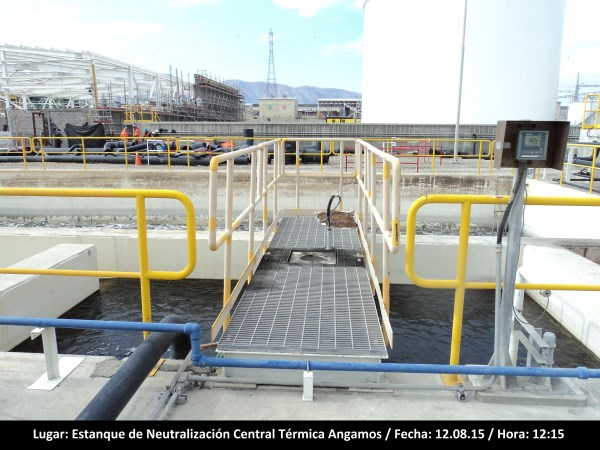 Lugar: Estanque de Neutralización Central Térmica Angamos / Fecha: 12.08.15 / Hora: 12:15